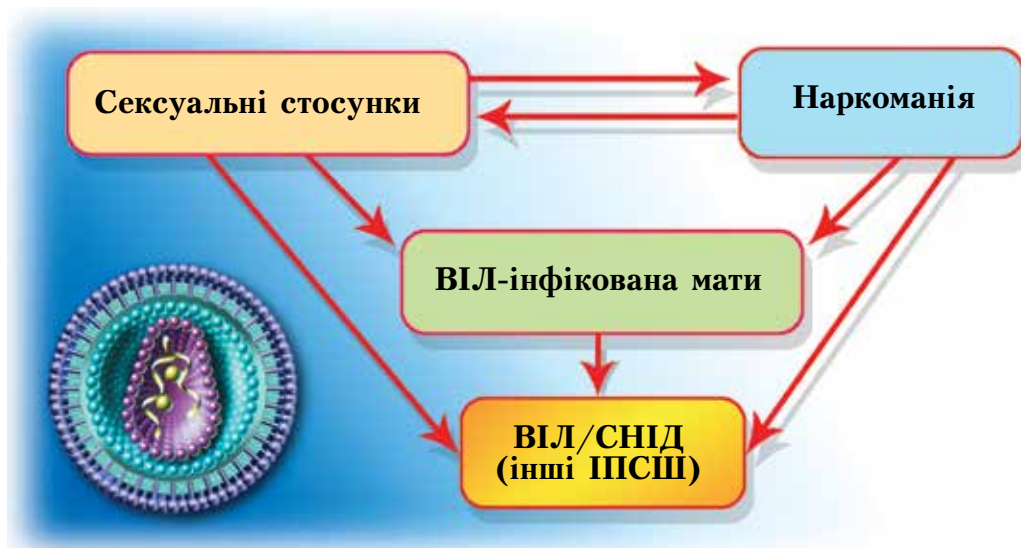 Сексуальні стосунки
Наркоманія
ВІЛ-інфікована мати
ВІЛ/СНІД
(інші ІПСШ)